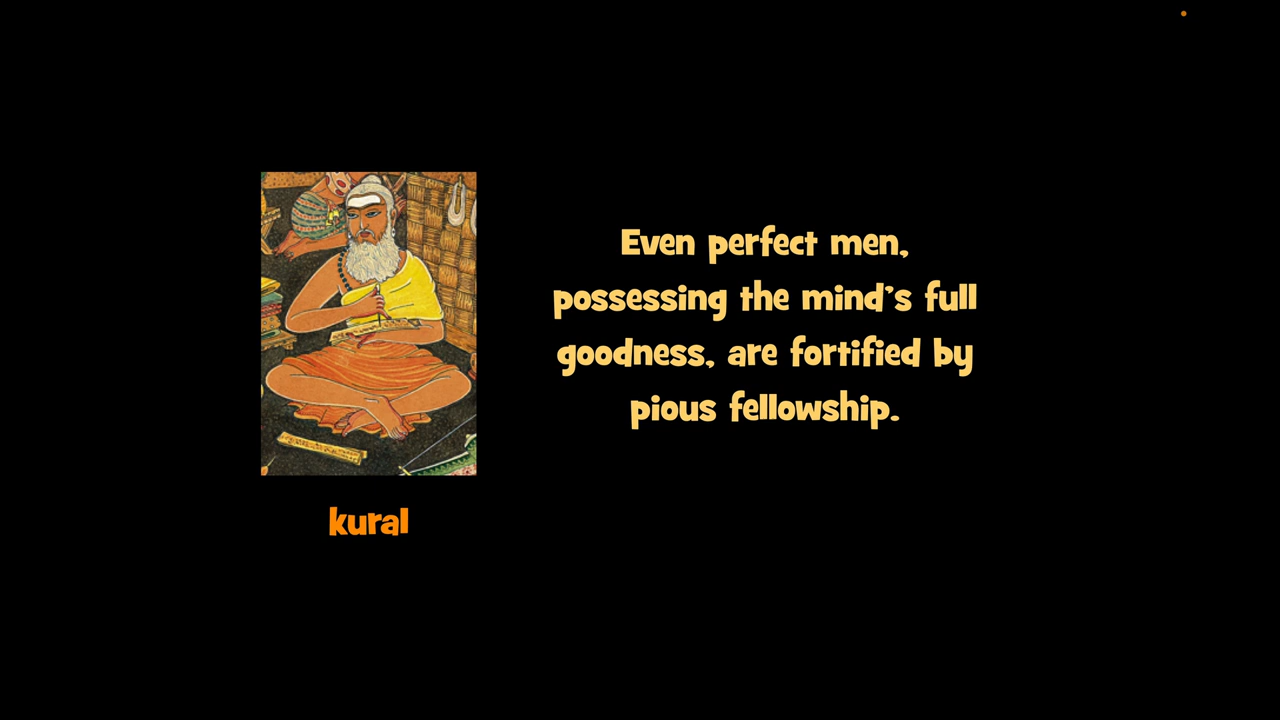 Even perfect men,
possessing the mind's full
goodness, are fortified by
pious fellowship.
kural